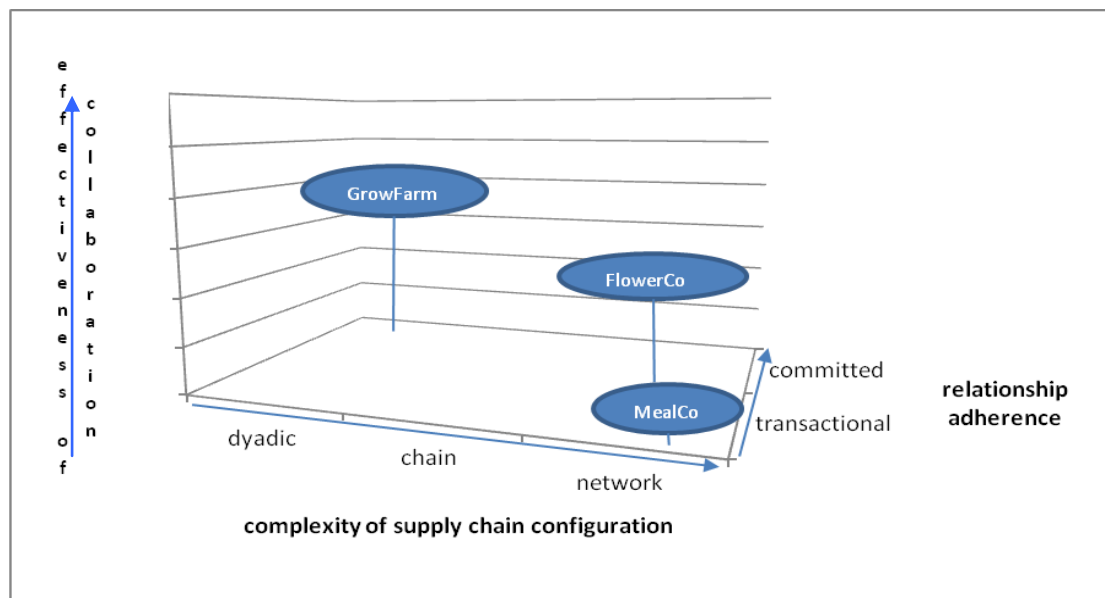 effectiveness of
collaboration
GrowFarm
FlowerCo
MealCo
committed
transactional
relationship
adherence
dyadic
chain
network
complexity of supply chain configuration